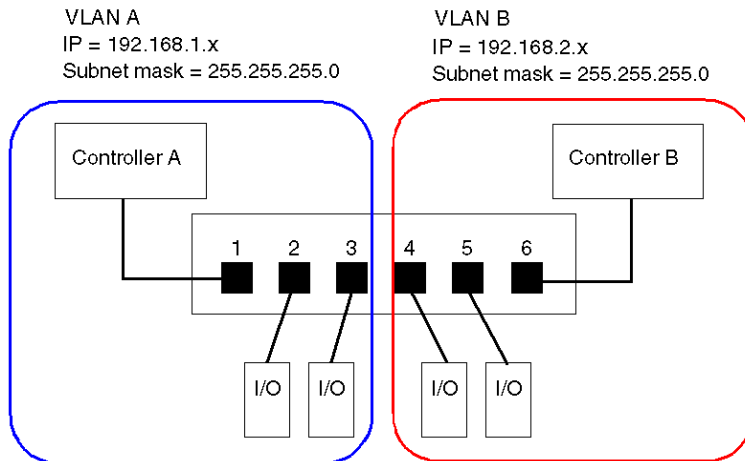 VLAN A
IP = 192.168.1.x
Subnet mask = 255.255.255.0
VLAN B
IP = 192.168.2.x
Subnet mask = 255.255.255.0
Controller A
Controller B
1 2 3 4 5 6
I/O I/O I/O I/O